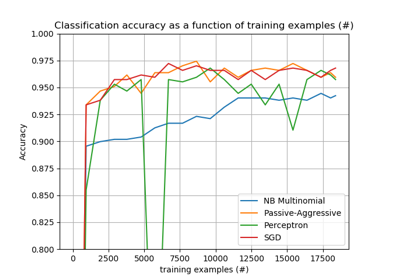 Classification accuracy as a function of training examples (#)
1.000
0.975
0.950
0.925
0.900
0.875
0.850
0.825
0.800
Accuracy
NB Multinomial
Passive-Aggressive
Perceptron
SGD
0 2500 5000 7500 10000 12500 15000 17500
training examples (#)